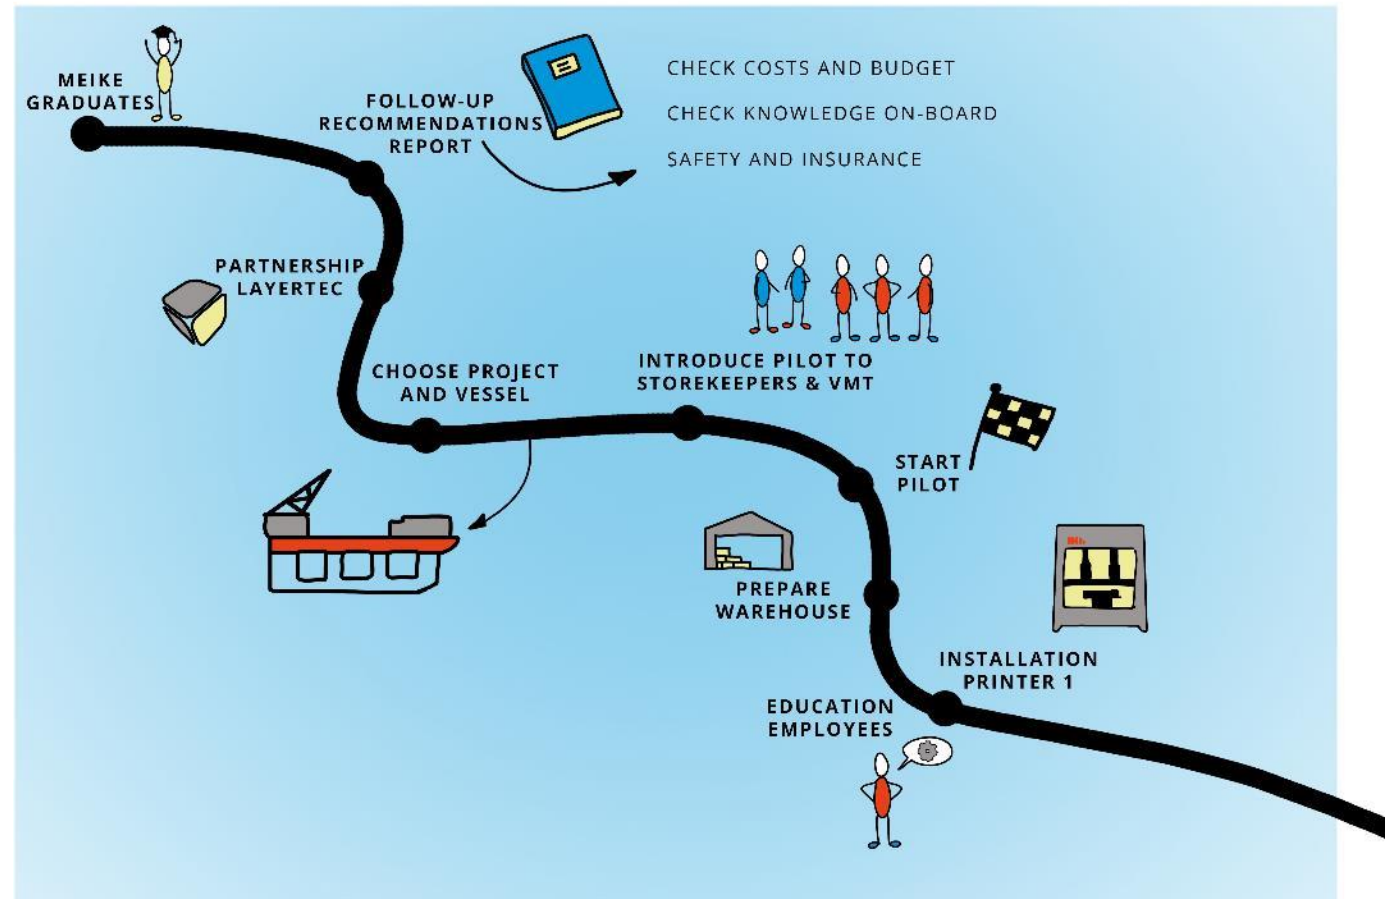 MEIKE
GRADUATES
FOLLOW-UP
RECOMMENDATIONS
REPORT
CHECK COSTS AND BUDGET
CHECK KNOWLEDGE ON-BOARD
SAFETY AND INSURANCE
PARTNERSHIP
LAYERTEC
CHOOSE PROJECT
AND VESSEL
INTRODUCE PILOT TO
STOREKEEPERS & VMT
START
PILOT
PREPARE
WAREHOUSE
INSTALLATION
PRINTER 1
EDUCATION
EMPLOYEES